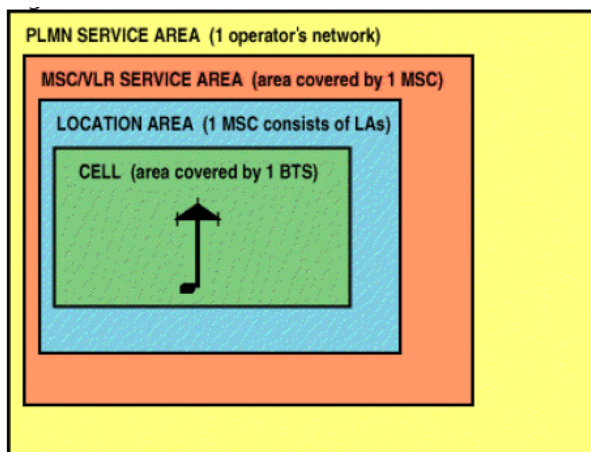 PLMN SERVICE AREA (1 operator's network)
MSC/VLR SERVICE AREA (area covered by 1 MSC)
LOCATION AREA (1 MSC consists of LAs)
CELL (area covered by 1 BTS)